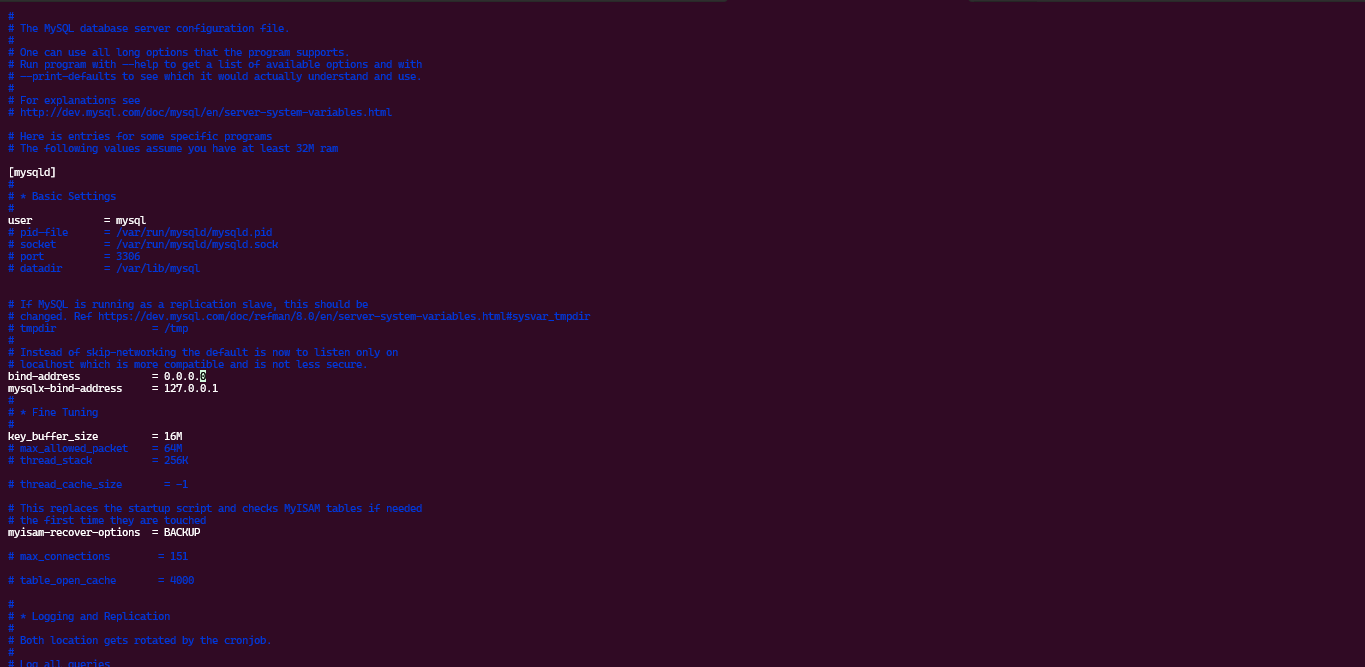 #
# The MySQL database server configuration file.
#
# One can use all long options that the program supports.
# Run program with --help to get a list of available options and with
# --print-defaults to see which it would actually understand and use.
#
# For explanations see
# http://dev.mysql.com/doc/mysql/en/server-system-variables.html

# Here is entries for some specific programs
# The following values assume you have at least 32M ram

[mysqld]
#
# * Basic Settings
#
user            = mysql
# pid-file      = /var/run/mysqld/mysqld.pid
# socket        = /var/run/mysqld/mysqld.sock
# port          = 3306
# datadir       = /var/lib/mysql


# If MySQL is running as a replication slave, this should be
# changed. Ref https://dev.mysql.com/doc/refman/8.0/en/server-system-variables.html#sysvar_tmpdir
# tmpdir                = /tmp
#
# Instead of skip-networking the default is now to listen only on
# localhost which is more compatible and is not less secure.
bind-address            = 0.0.0.0
mysqlx-bind-address     = 127.0.0.1
#
# * Fine Tuning
#
key_buffer_size         = 16M
# max_allowed_packet    = 64M
# thread_stack          = 256K

# thread_cache_size       = -1

# This replaces the startup script and checks MyISAM tables if needed
# the first time they are touched
myisam-recover-options  = BACKUP

# max_connections        = 151

# table_open_cache       = 4000

#
# * Logging and Replication
#
# Both location gets rotated by the cronjob.
#
# Log all queries